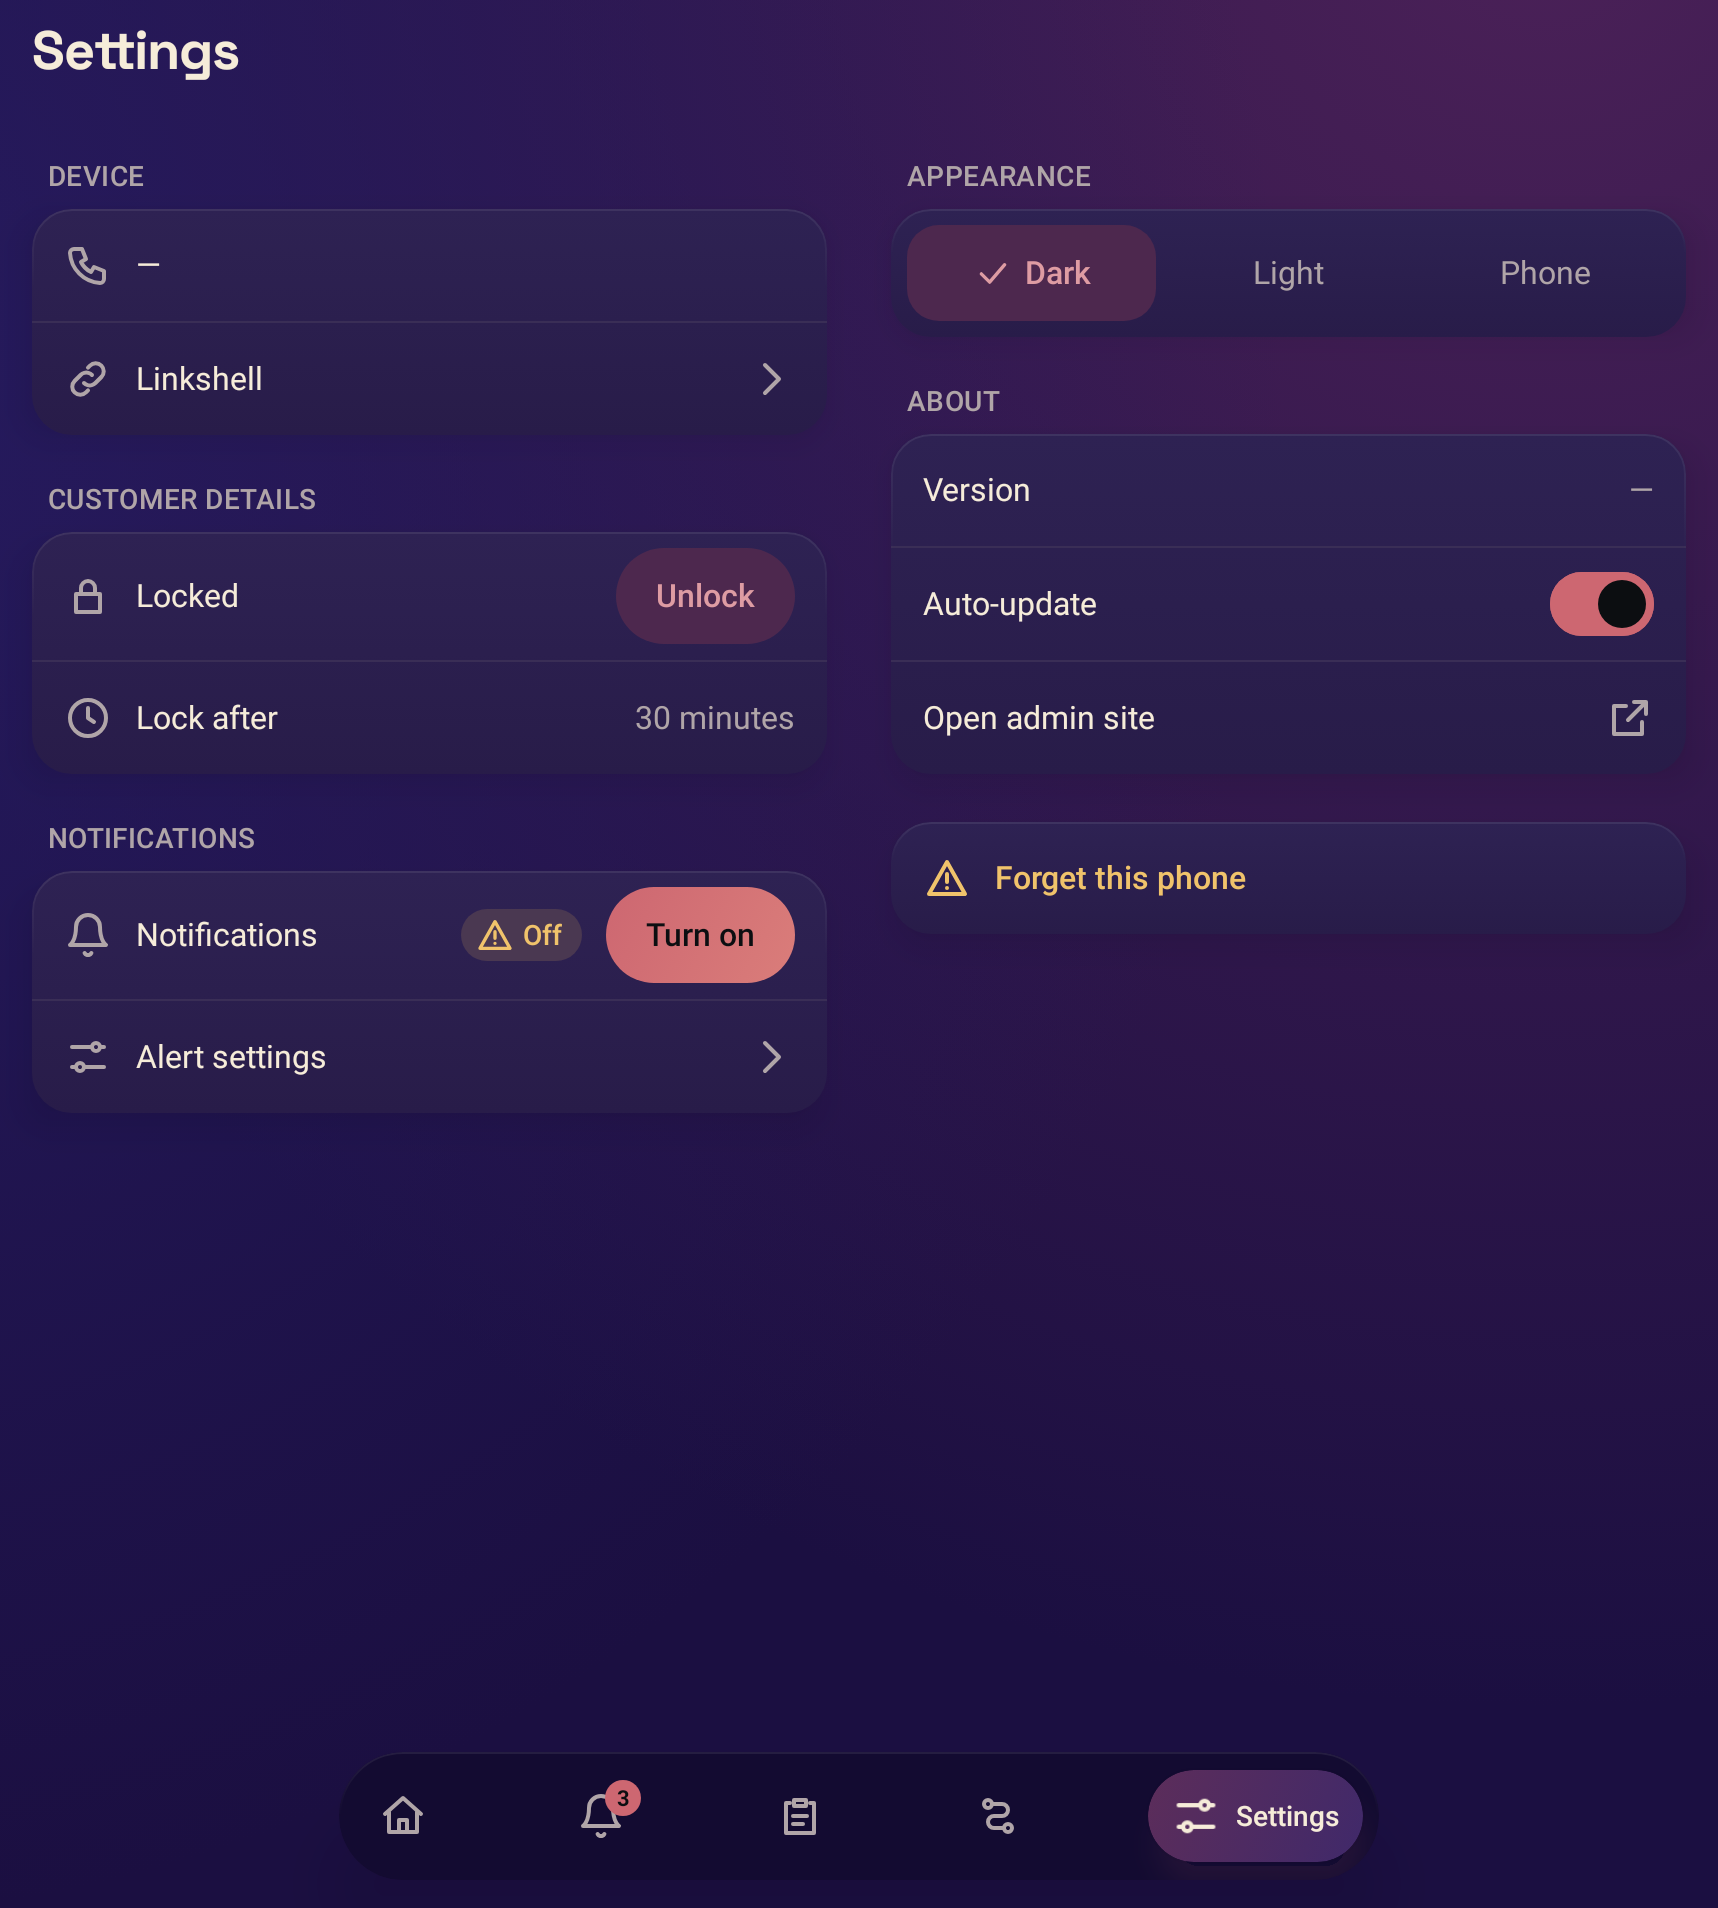 Settings
DEVICE
–
Linkshell
CUSTOMER DETAILS
Locked
Unlock
Lock after
30 minutes
NOTIFICATIONS
Notifications
Off
Turn on
Alert settings
APPEARANCE
Dark
Light
Phone
ABOUT
Version
–
Auto-update
Open admin site
Forget this phone
3
Settings